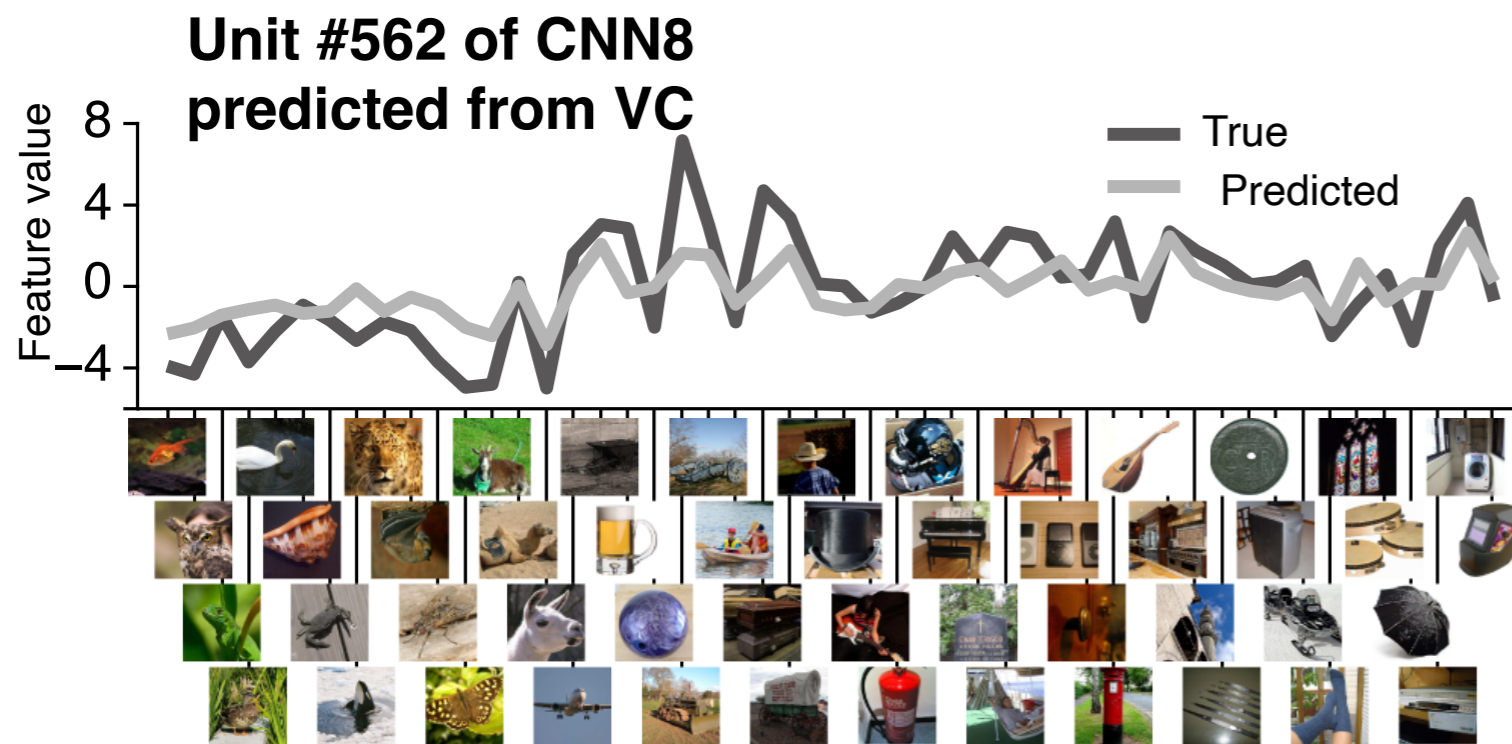 Unit #562 of CNN8
predicted from VC
Feature value
8
4
0
−4
True
Predicted